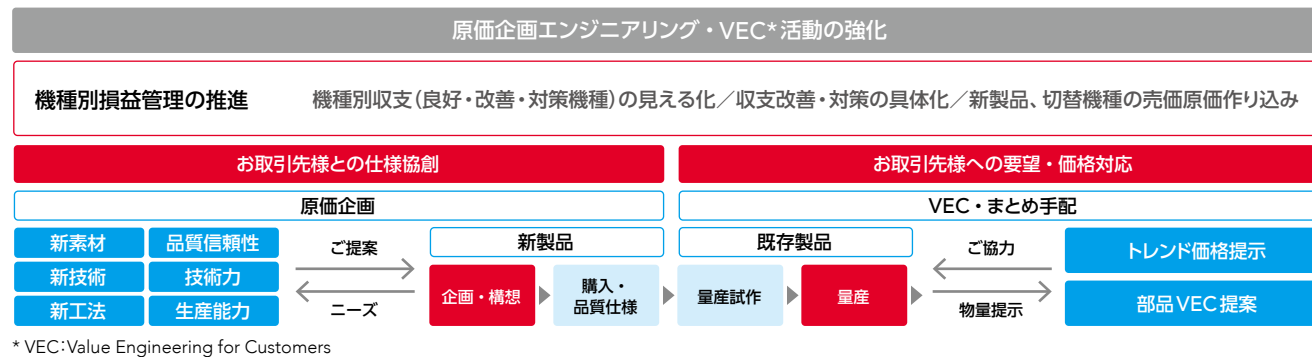 原価企画エンジニアリング・VEC*活動の強化
機種別損益管理の推進 機種別収支(良好・改善・対策機種)の見える化／収支改善・対策の具体化／新製品、切替機種の売価原価作り込み
お取引先様との仕様協創
お取引先様への要望・価格対応
原価企画
VEC・まとめ手配
新素材
品質信頼性
新技術
技術力
新工法
生産能力
ご提案
ニーズ
新製品
企画・構想
購入・
品質仕様
既存製品
量産試作
量産
ご協力
物量提示
トレンド価格提示
部品VEC提案
* VEC：Value Engineering for Customers